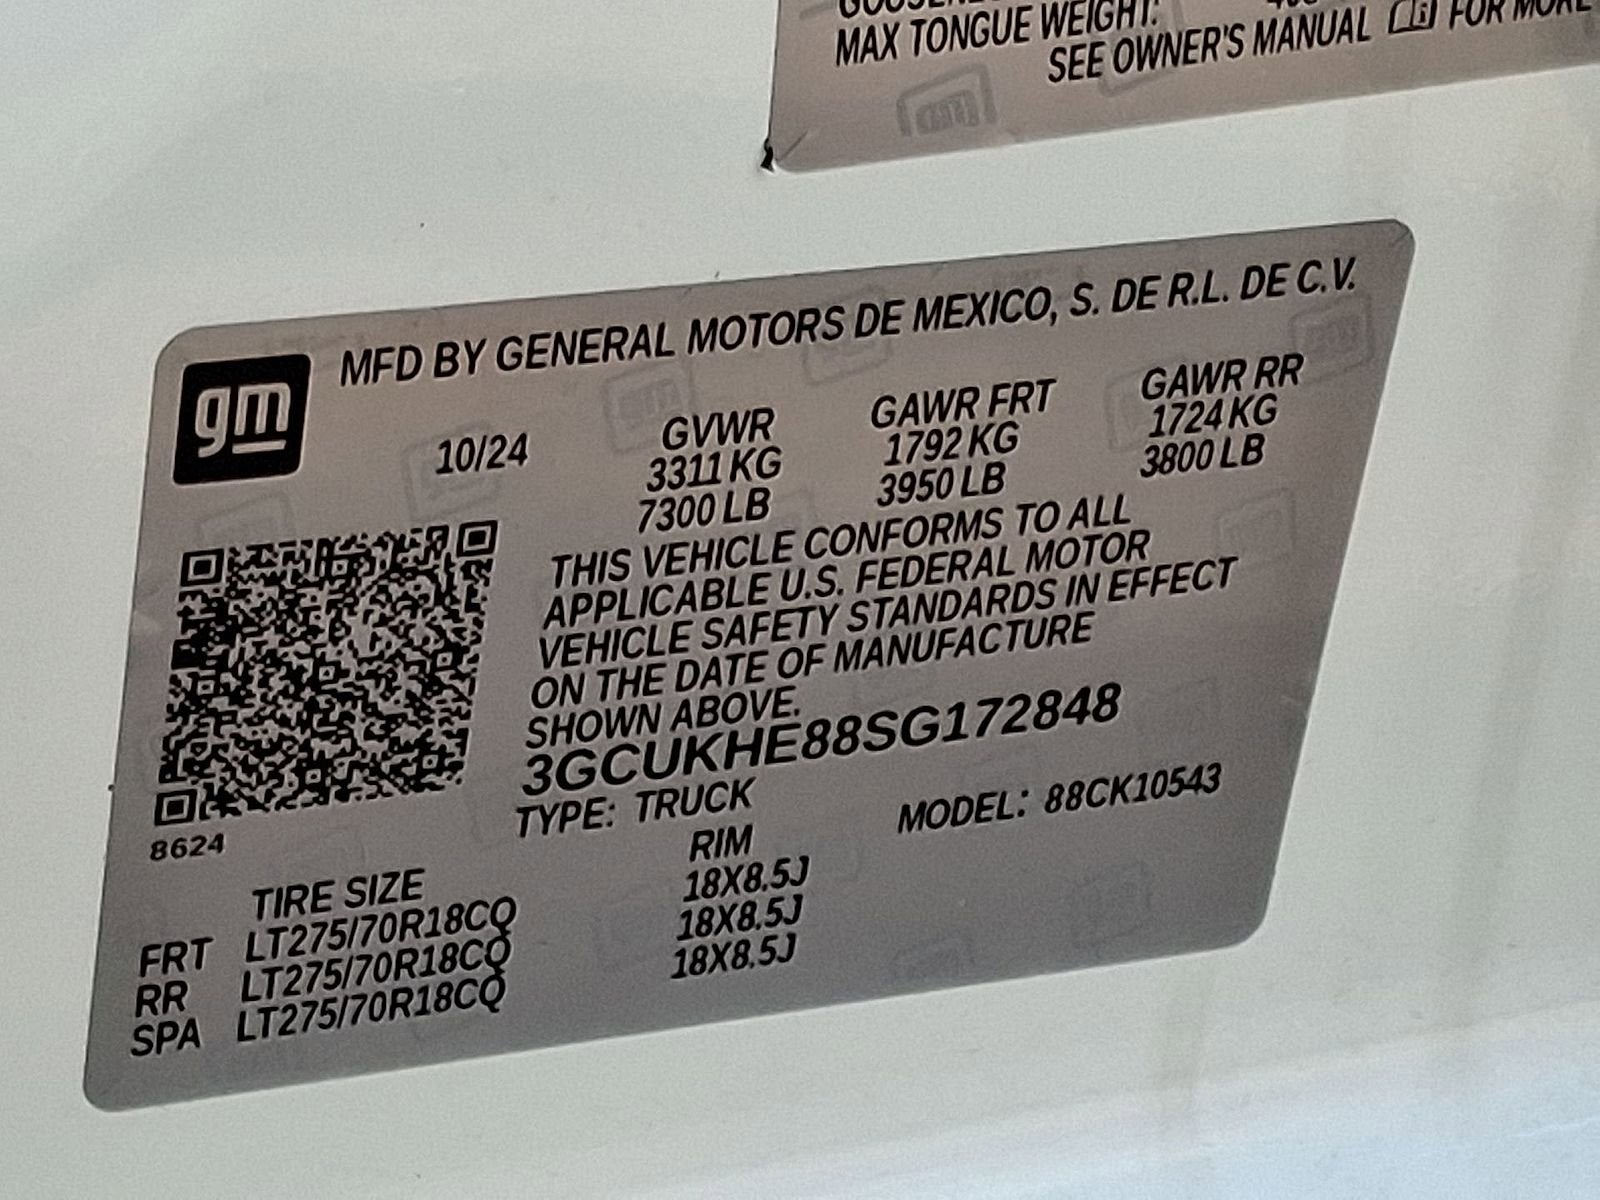 MAX TONGUE WEIGHT:
SEE OWNER'S MANUAL FOR MORE
gm
MFD BY GENERAL MOTORS DE MEXICO, S. DE R.L. DE C.V.
10/24 GVWR GAWR FRT GAWR RR
3311 KG 1792 KG 1724 KG
7300 LB 3950 LB 3800 LB
THIS VEHICLE CONFORMS TO ALL
APPLICABLE U.S. FEDERAL MOTOR
VEHICLE SAFETY STANDARDS IN EFFECT
ON THE DATE OF MANUFACTURE
SHOWN ABOVE.
3GCUKHE88SG172848
TYPE: TRUCK MODEL: 88CK10543
8624
TIRE SIZE RIM
FRT LT275/70R18CQ 18X8.5J
RR LT275/70R18CQ 18X8.5J
SPA LT275/70R18CQ 18X8.5J